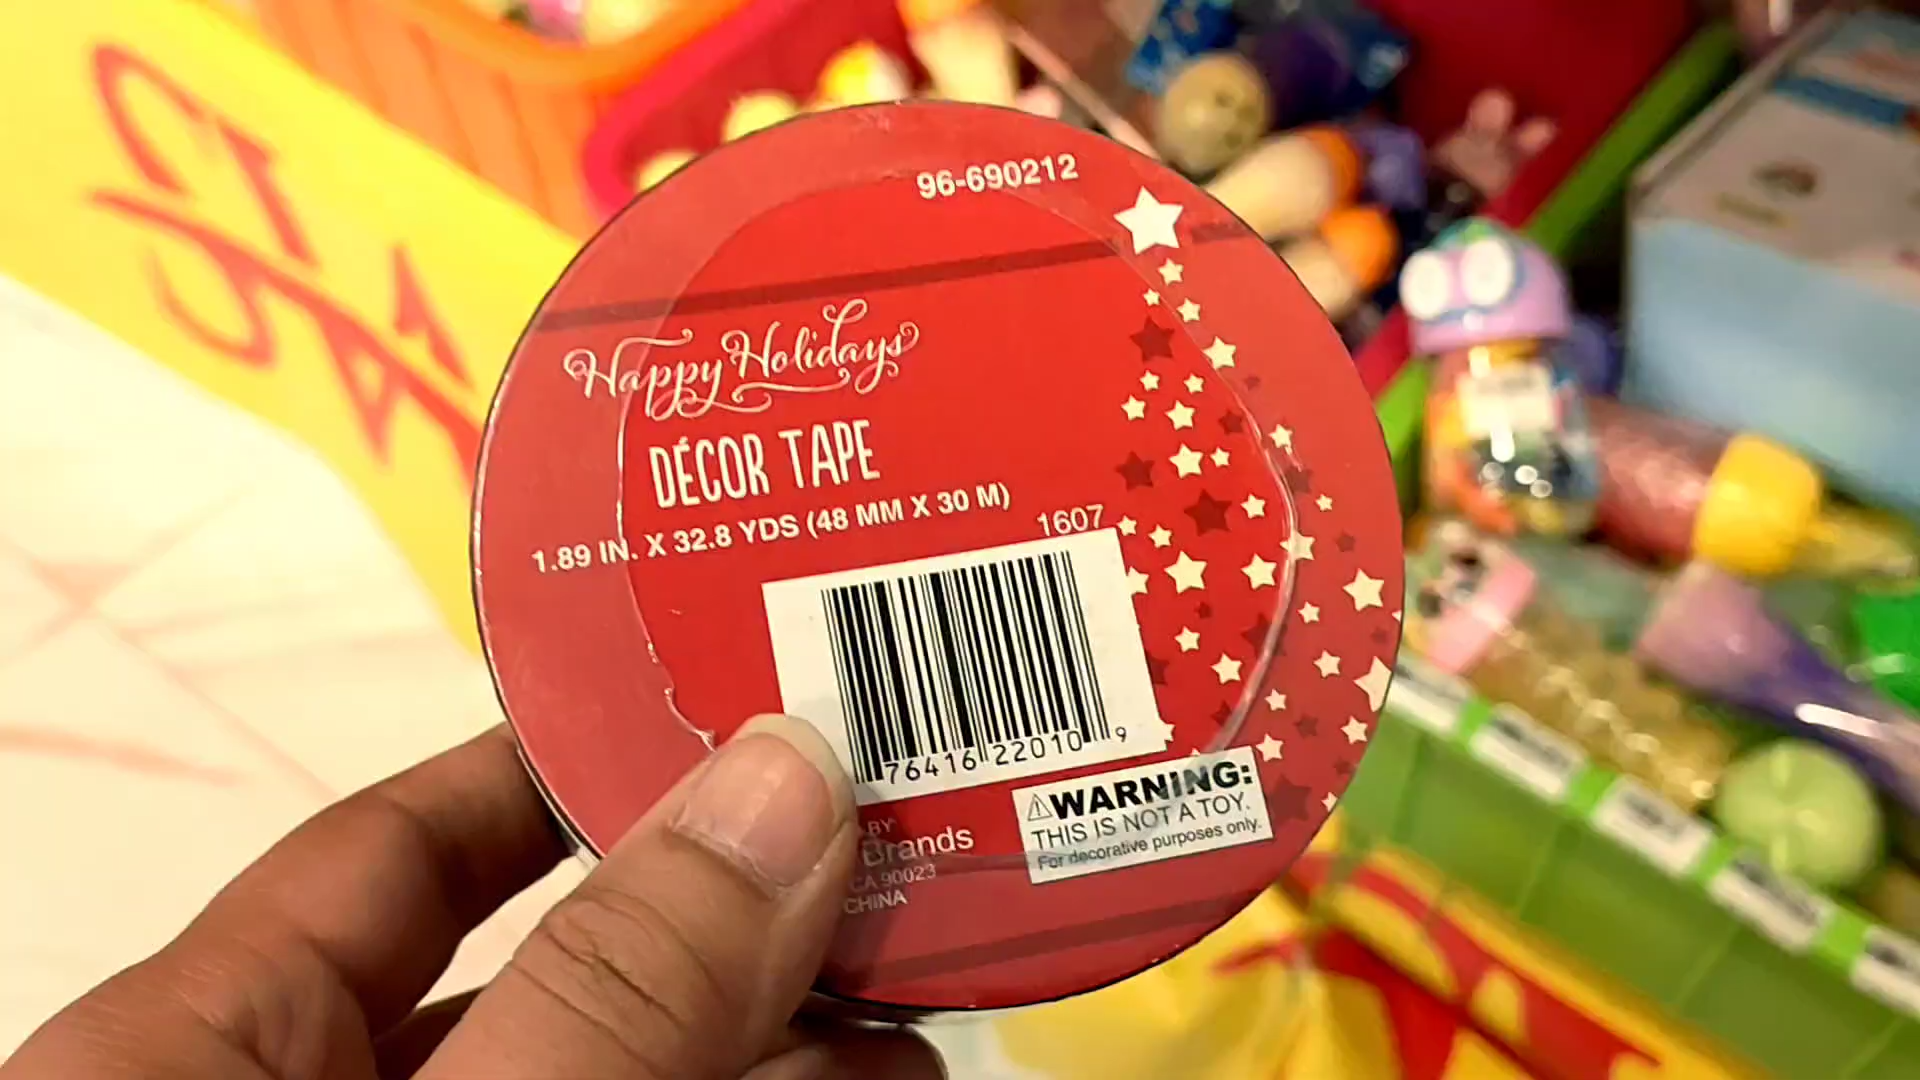 96-690212
Happy Holidays
DÉCOR TAPE
1.89 IN. X 32.8 YDS (48 MM X 30 M)
1607
76416 22010 9
BY
Brands
CA 90023
CHINA
⚠WARNING:
THIS IS NOT A TOY.
For decorative purposes only.